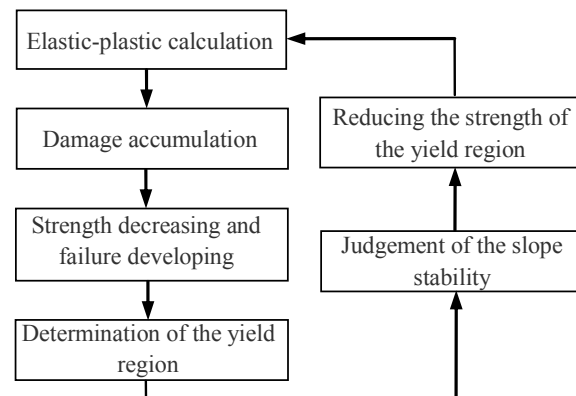 Elastic-plastic calculation
Damage accumulation
Strength decreasing and
failure developing
Determination of the yield
region
Judgement of the slope
stability
Reducing the strength of
the yield region